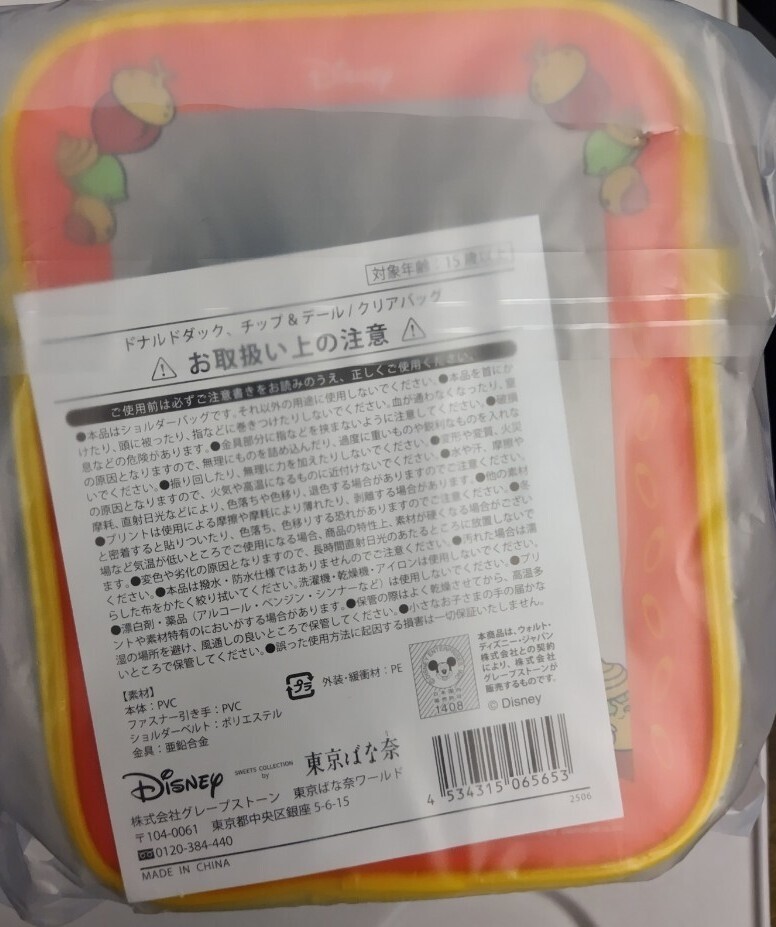 Disney
対象年齢:15歳以上
ドナルドダック、チップ&デール/クリアバッグ
⚠ お取扱い上の注意 ⚠
ご使用前は必ずご注意書きをお読みのうえ、正しくご使用ください。
●本品はショルダーバッグです。それ以外の用途に使用しないでください。●本品を首にか
けたり、頭に被ったり、指などに巻きつけたりしないでください。血が通わなくなったり、窒
息などの危険があります。●金具部分に指などを挟まないように注意してください。●破損
の原因となりますので、無理にものを詰め込んだり、過度に重いものや鋭利なものを入れな
いでください。●振り回したり、無理に力を加えたりしないでください。●変形や変質、火災
の原因となりますので、火気や高温になるものに近付けないでください。●水や汗、摩擦や
摩耗、直射日光などにより、色落ちや色移り、退色する場合がありますのでご注意ください。
●プリントは使用による摩擦や摩耗により薄れたり、剥離する場合があります。●他の素材
と密着すると貼りついたり、色落ち、色移りする恐れがありますのでご注意ください。●冬
場など気温が低いところでご使用になる場合、商品の特性上、素材が硬くなる場合がござい
ます。●変色や劣化の原因となりますので、長時間直射日光のあたるところに放置しないで
ください。●本品は撥水・防水仕様ではありませんのでご注意ください。●汚れた場合は濡
らした布をかたく絞り拭いてください。洗濯機・乾燥機・アイロンは使用しないでください。
●漂白剤・薬品(アルコール・ベンジン・シンナーなど)は使用しないでください。●プリ
ントや素材特有のにおいがする場合があります。●保管の際はよく乾燥させてから、高温多
湿の場所を避け、風通しの良いところで保管してください。●小さなお子さまの手の届かな
いところで保管してください。●誤った使用方法に起因する損害は一切保証いたしません。
【素材】
本体:PVC
ファスナー引き手:PVC
ショルダーベルト:ポリエステル
金具:亜鉛合金
プラ
外装・緩衝材:PE
1408
本商品は、ウォルト・
ディズニー・ジャパン
株式会社との契約
により、株式会社
グレープストーンが
販売するものです。
© Disney
Disney SWEETS COLLECTION by 東京ばな奈
株式会社グレープストーン 東京ばな奈ワールド
〒104-0061 東京都中央区銀座 5-6-15
0120-384-440
MADE IN CHINA
4 534315 065653
2506